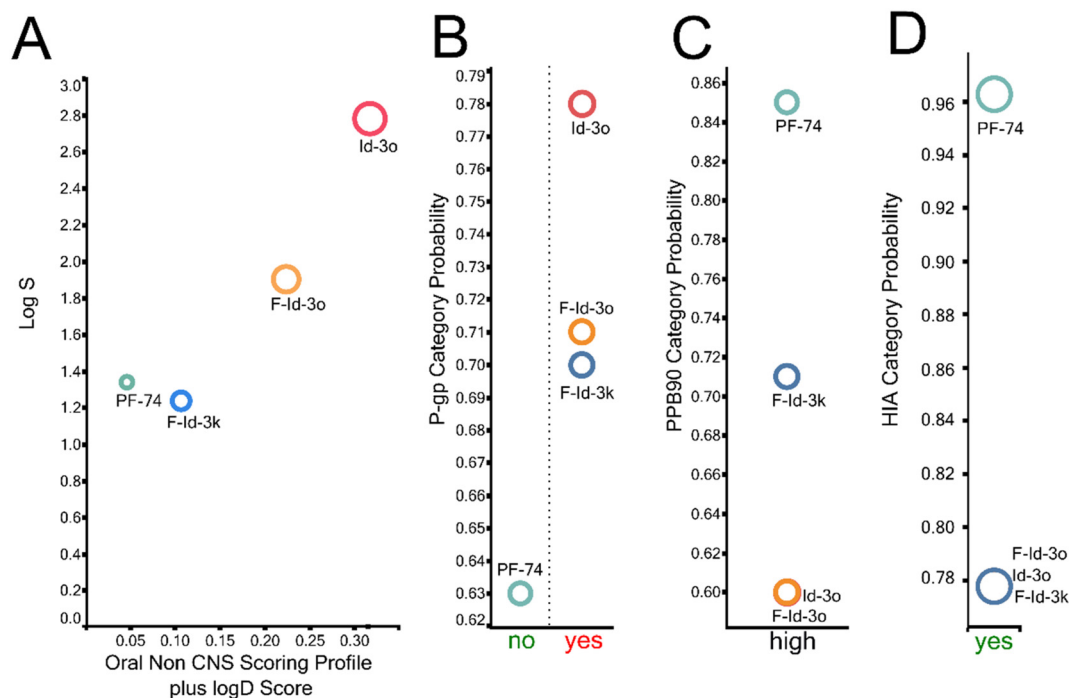 A
3.0
2.8
2.6
2.4
2.2
2.0
1.8
1.6
1.4
1.2
1.0
0.8
0.6
0.4
0.2
0.0
Log S
Id-3o
F-Id-3o
PF-74
F-Id-3k
0.05 0.10 0.15 0.20 0.25 0.30
Oral Non CNS Scoring Profile
plus logD Score
B
0.79
0.78
0.77
0.76
0.75
0.74
0.73
0.72
0.71
0.70
0.69
0.68
0.67
0.66
0.65
0.64
0.63
0.62
P-gp Category Probability
Id-3o
F-Id-3o
F-Id-3k
PF-74
no yes
C
0.86
0.84
0.82
0.80
0.78
0.76
0.74
0.72
0.70
0.68
0.66
0.64
0.62
0.60
PPB90 Category Probability
PF-74
F-Id-3k
Id-3o
F-Id-3o
high
D
0.96
0.94
0.92
0.90
0.88
0.86
0.84
0.82
0.80
0.78
HIA Category Probability
PF-74
F-Id-3o
Id-3o
F-Id-3k
yes